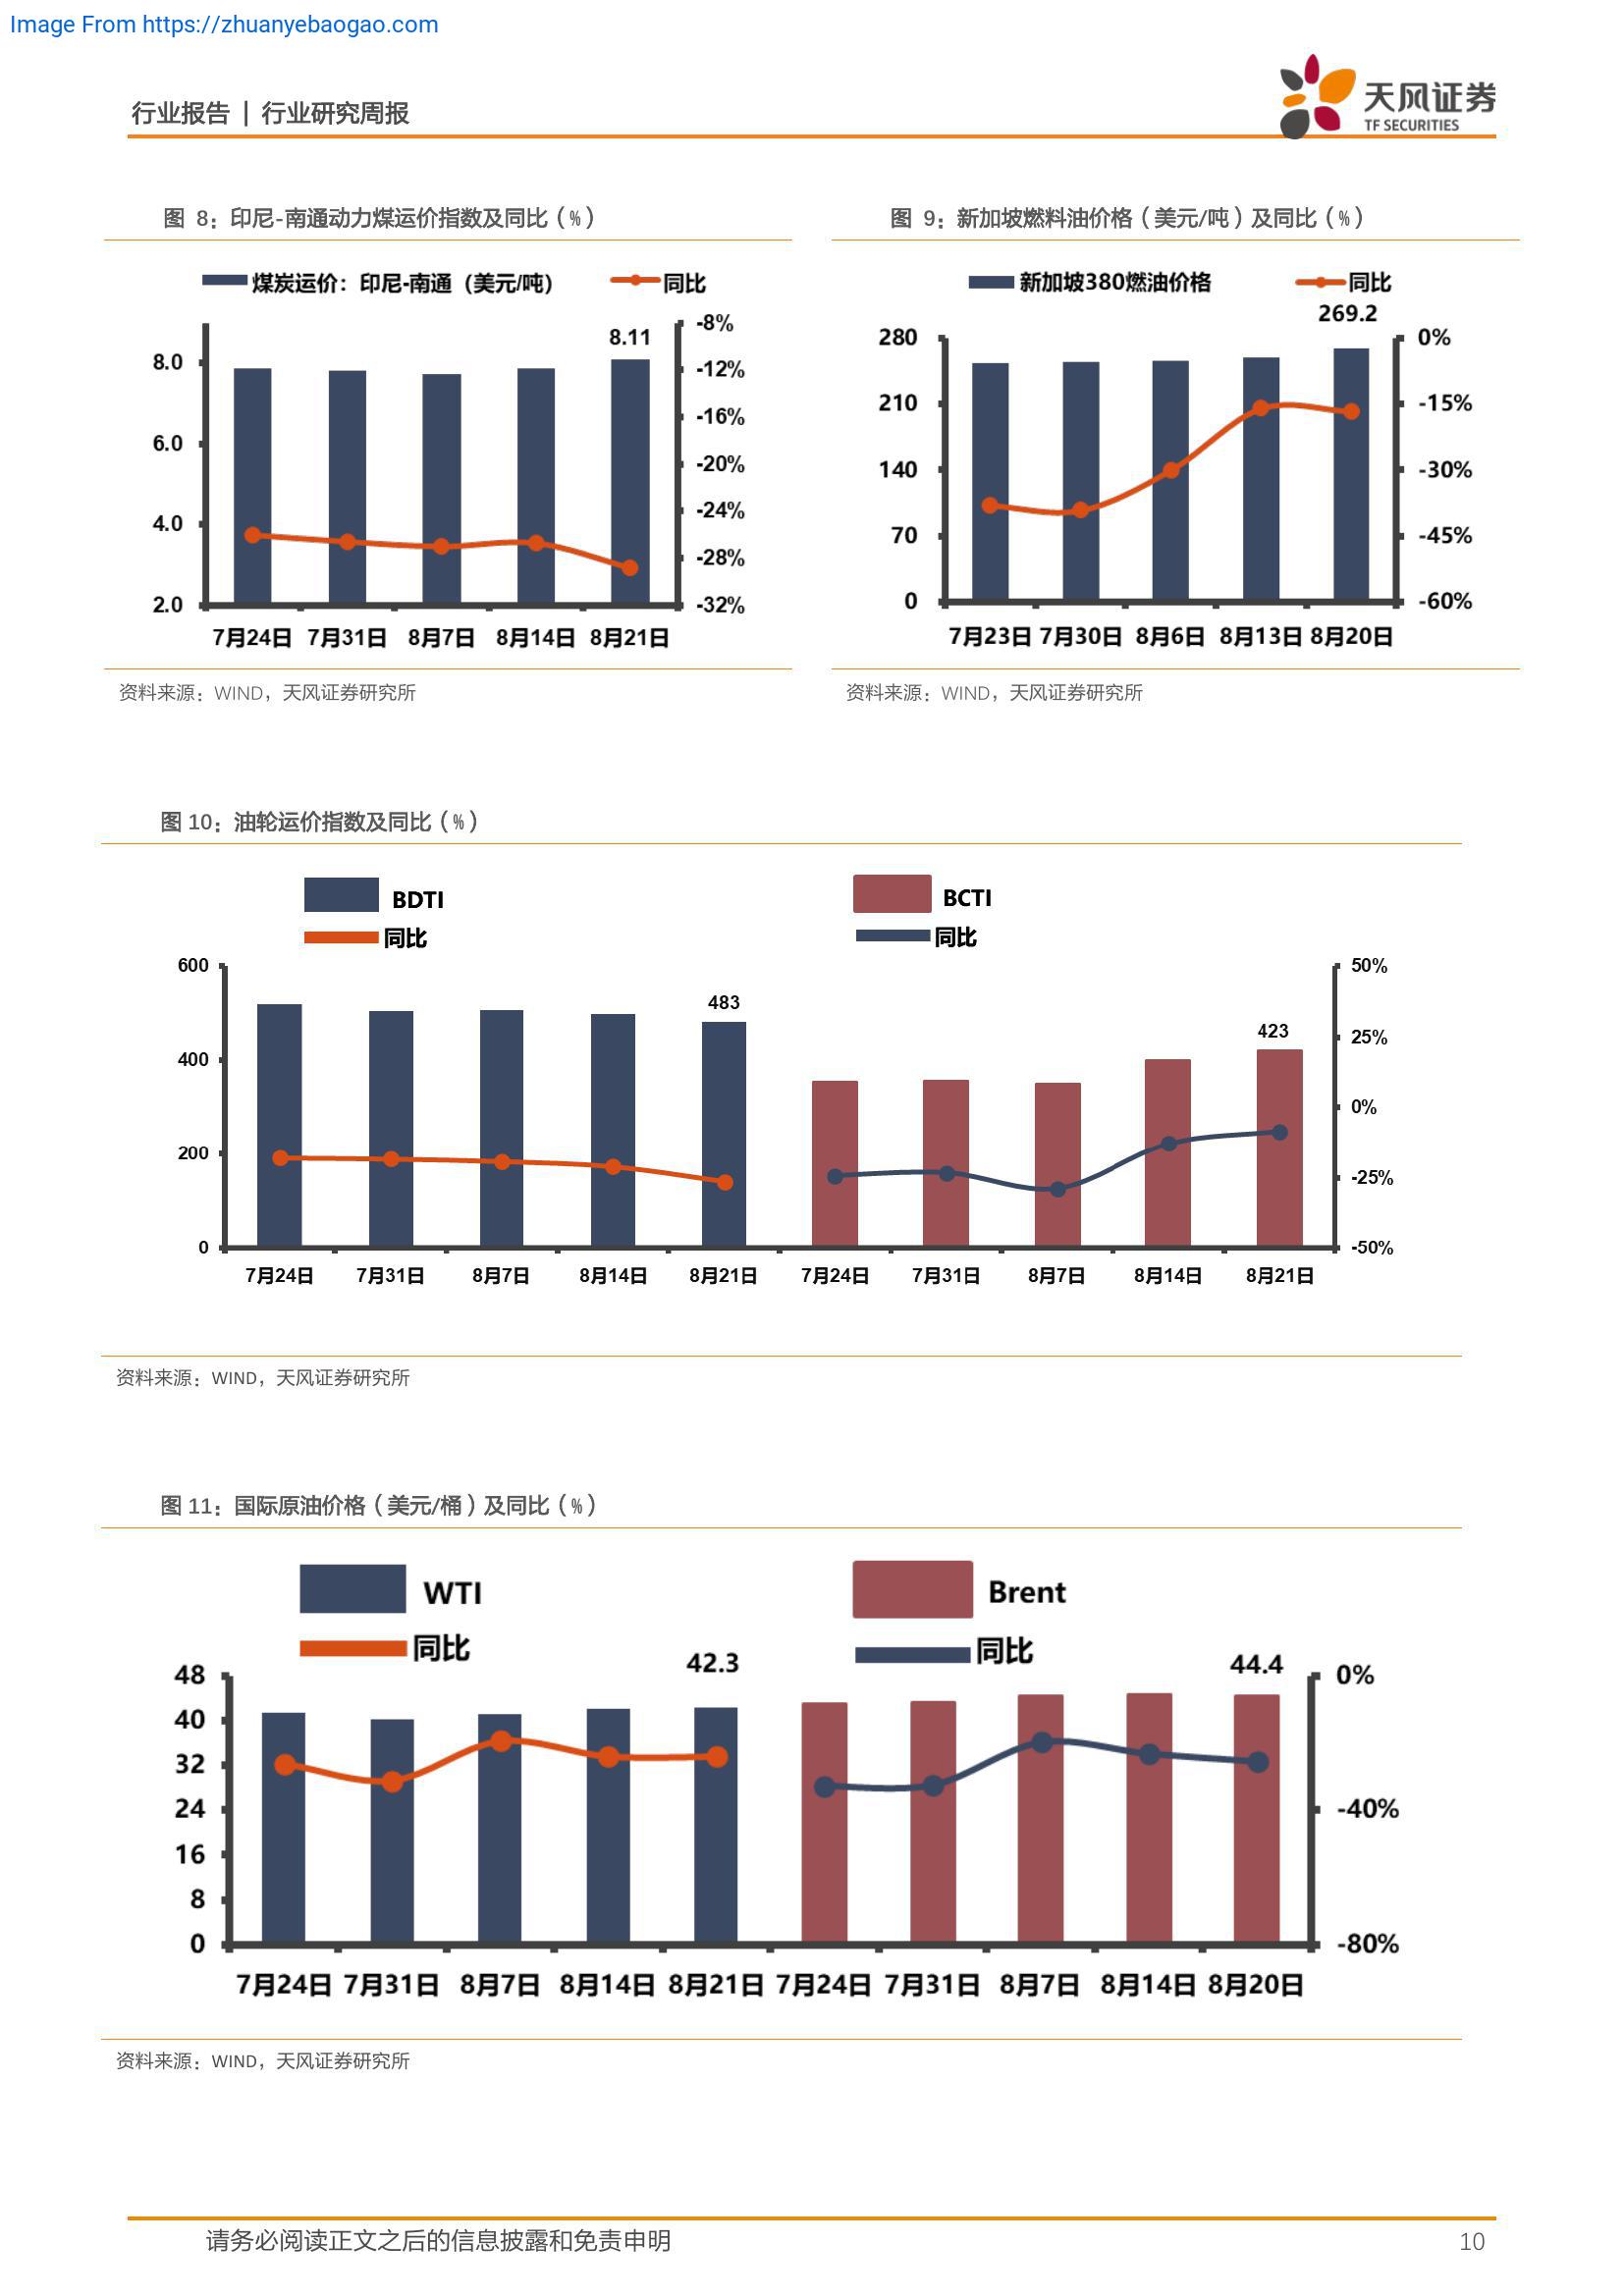 Image From https://zhuanyebaogao.com
行业报告 | 行业研究周报
天风证券
TF SECURITIES
图 8：印尼-南通动力煤运价指数及同比（%）
煤炭运价：印尼-南通（美元/吨）
同比
8.11
8.0
6.0
4.0
2.0
-8%
-12%
-16%
-20%
-24%
-28%
-32%
7月24日 7月31日 8月7日 8月14日 8月21日
资料来源：WIND，天风证券研究所
图 9：新加坡燃料油价格（美元/吨）及同比（%）
新加坡380燃油价格
同比
269.2
280
210
140
70
0
0%
-15%
-30%
-45%
-60%
7月23日 7月30日 8月6日 8月13日 8月20日
资料来源：WIND，天风证券研究所
图 10：油轮运价指数及同比（%）
BDTI
同比
BCTI
同比
600
400
200
0
483
423
50%
25%
0%
-25%
-50%
7月24日 7月31日 8月7日 8月14日 8月21日 7月24日 7月31日 8月7日 8月14日 8月21日
资料来源：WIND，天风证券研究所
图 11：国际原油价格（美元/桶）及同比（%）
WTI
同比
Brent
同比
42.3
44.4
48
40
32
24
16
8
0
0%
-40%
-80%
7月24日 7月31日 8月7日 8月14日 8月21日 7月24日 7月31日 8月7日 8月14日 8月20日
资料来源：WIND，天风证券研究所
请务必阅读正文之后的信息披露和免责申明
10